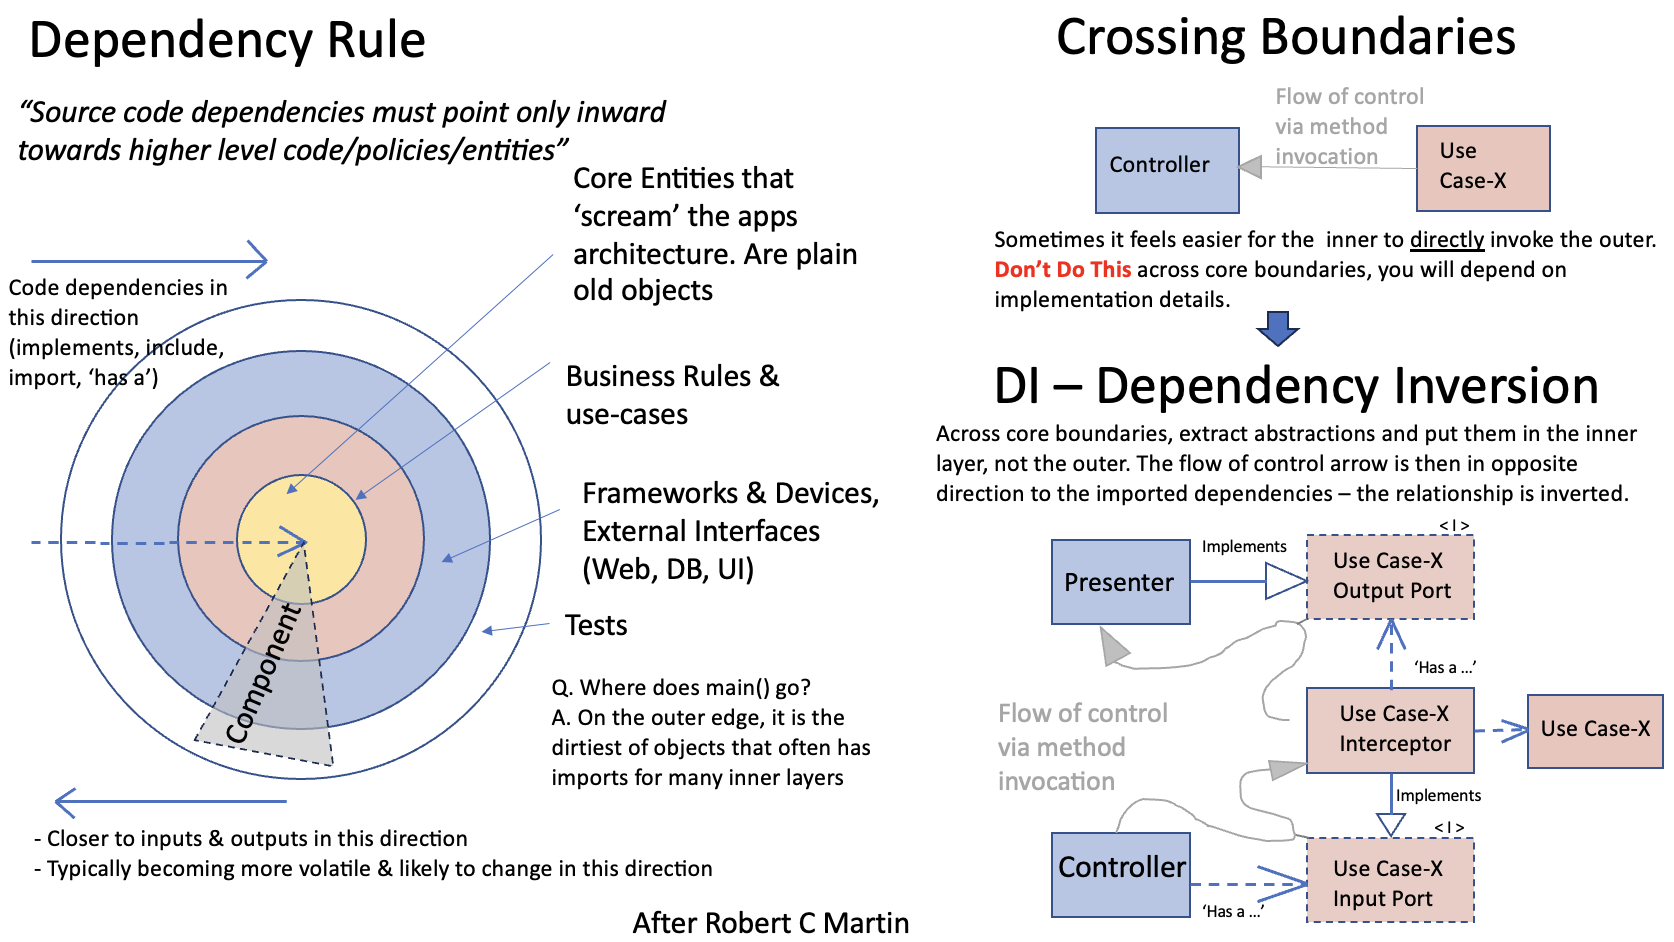 Dependency Rule
“Source code dependencies must point only inward
towards higher level code/policies/entities”
Core Entities that
‘scream’ the apps
architecture. Are plain
old objects
Code dependencies in
this direction
(implements, include,
import, ‘has a’)
Business Rules &
use-cases
Frameworks & Devices,
External Interfaces
(Web, DB, UI)
Tests
Component
Q. Where does main() go?
A. On the outer edge, it is the
dirtiest of objects that often has
imports for many inner layers
- Closer to inputs & outputs in this direction
- Typically becoming more volatile & likely to change in this direction
After Robert C Martin
Crossing Boundaries
Flow of control
via method
invocation
Controller
Use
Case-X
Sometimes it feels easier for the  inner to directly invoke the outer.
Don’t Do This across core boundaries, you will depend on
implementation details.
DI – Dependency Inversion
Across core boundaries, extract abstractions and put them in the inner
layer, not the outer. The flow of control arrow is then in opposite
direction to the imported dependencies – the relationship is inverted.
< I >
Presenter
Implements
Use Case-X
Output Port
‘Has a ...’
Flow of control
via method
invocation
Use Case-X
Interceptor
Use Case-X
Implements
< I >
Controller
‘Has a ...’
Use Case-X
Input Port